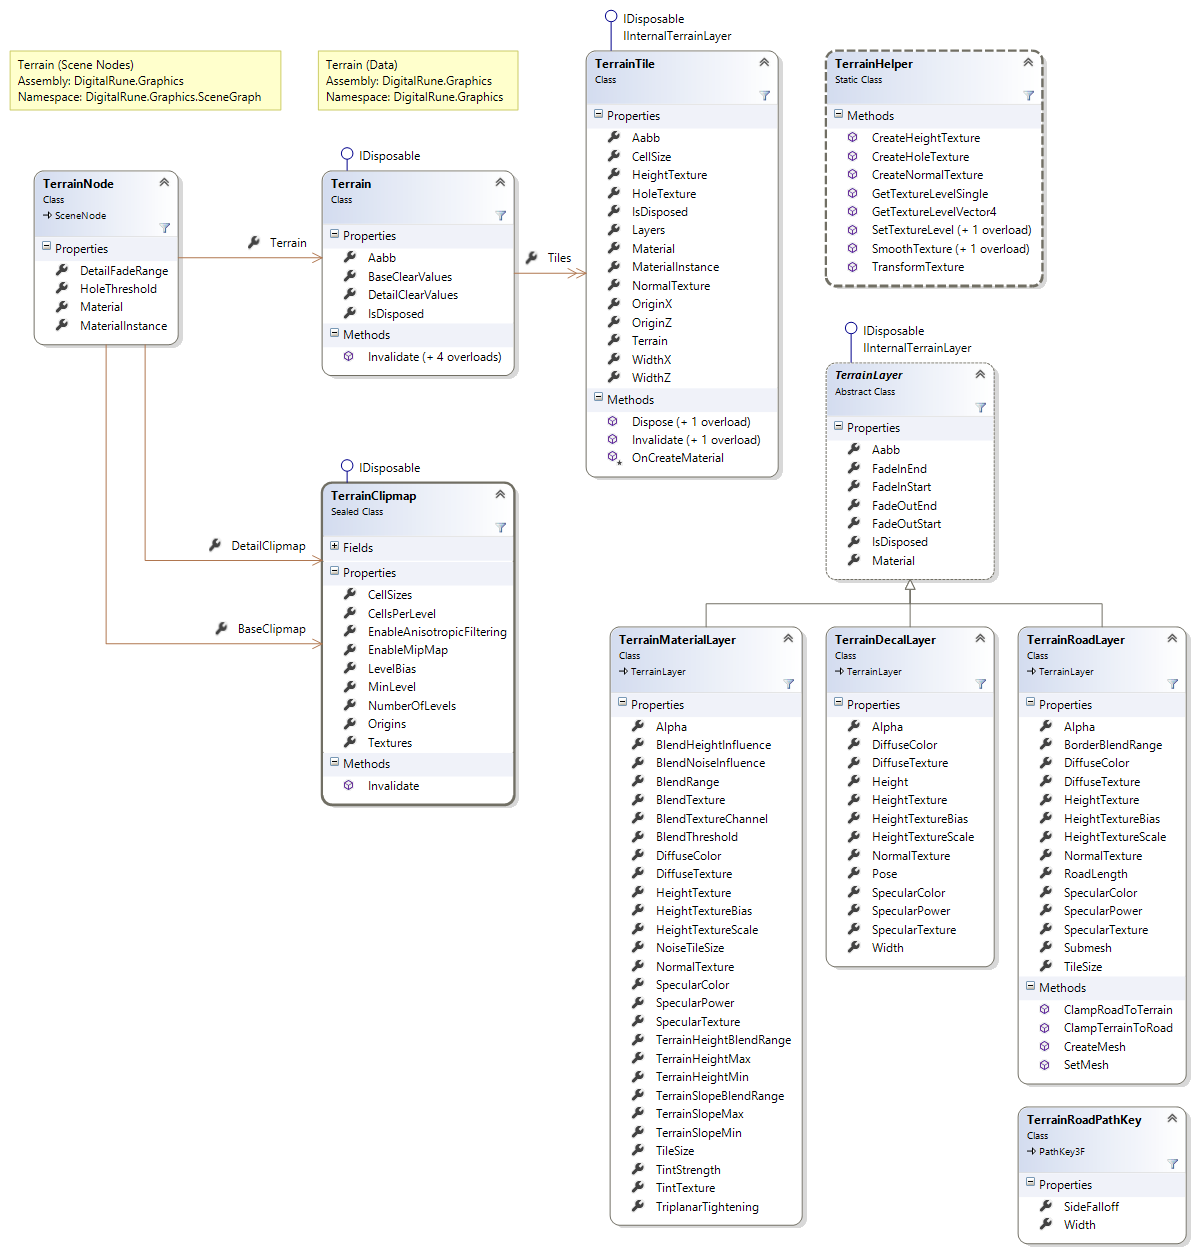 Terrain (Scene Nodes)
Assembly: DigitalRune.Graphics
Namespace: DigitalRune.Graphics.SceneGraph
Terrain (Data)
Assembly: DigitalRune.Graphics
Namespace: DigitalRune.Graphics
TerrainNode
Class
SceneNode
Properties
DetailFadeRange
HoleThreshold
Material
MaterialInstance
Terrain
IDisposable
Terrain
Class
Properties
Aabb
BaseClearValues
DetailClearValues
IsDisposed
Methods
Invalidate (+ 4 overloads)
Tiles
DetailClipmap
BaseClipmap
IDisposable
TerrainClipmap
Sealed Class
Fields
Properties
CellSizes
CellsPerLevel
EnableAnisotropicFiltering
EnableMipMap
LevelBias
MinLevel
NumberOfLevels
Origins
Textures
Methods
Invalidate
IDisposable
IInternalTerrainLayer
TerrainTile
Class
Properties
Aabb
CellSize
HeightTexture
HoleTexture
IsDisposed
Layers
Material
MaterialInstance
NormalTexture
OriginX
OriginZ
Terrain
WidthX
WidthZ
Methods
Dispose (+ 1 overload)
Invalidate (+ 1 overload)
OnCreateMaterial
TerrainHelper
Static Class
Methods
CreateHeightTexture
CreateHoleTexture
CreateNormalTexture
GetTextureLevelSingle
GetTextureLevelVector4
SetTextureLevel (+ 1 overload)
SmoothTexture (+ 1 overload)
TransformTexture
IDisposable
IInternalTerrainLayer
TerrainLayer
Abstract Class
Properties
Aabb
FadeInEnd
FadeInStart
FadeOutEnd
FadeOutStart
IsDisposed
Material
TerrainMaterialLayer
Class
TerrainLayer
Properties
Alpha
BlendHeightInfluence
BlendNoiseInfluence
BlendRange
BlendTexture
BlendTextureChannel
BlendThreshold
DiffuseColor
DiffuseTexture
HeightTexture
HeightTextureBias
HeightTextureScale
NoiseTileSize
NormalTexture
SpecularColor
SpecularPower
SpecularTexture
TerrainHeightBlendRange
TerrainHeightMax
TerrainHeightMin
TerrainSlopeBlendRange
TerrainSlopeMax
TerrainSlopeMin
TileSize
TintStrength
TintTexture
TriplanarTightening
TerrainDecalLayer
Class
TerrainLayer
Properties
Alpha
DiffuseColor
DiffuseTexture
Height
HeightTexture
HeightTextureBias
HeightTextureScale
NormalTexture
Pose
SpecularColor
SpecularPower
SpecularTexture
Width
TerrainRoadLayer
Class
TerrainLayer
Properties
Alpha
BorderBlendRange
DiffuseColor
DiffuseTexture
HeightTexture
HeightTextureBias
HeightTextureScale
NormalTexture
RoadLength
SpecularColor
SpecularPower
SpecularTexture
Submesh
TileSize
Methods
ClampRoadToTerrain
ClampTerrainToRoad
CreateMesh
SetMesh
TerrainRoadPathKey
Class
PathKey3F
Properties
SideFalloff
Width